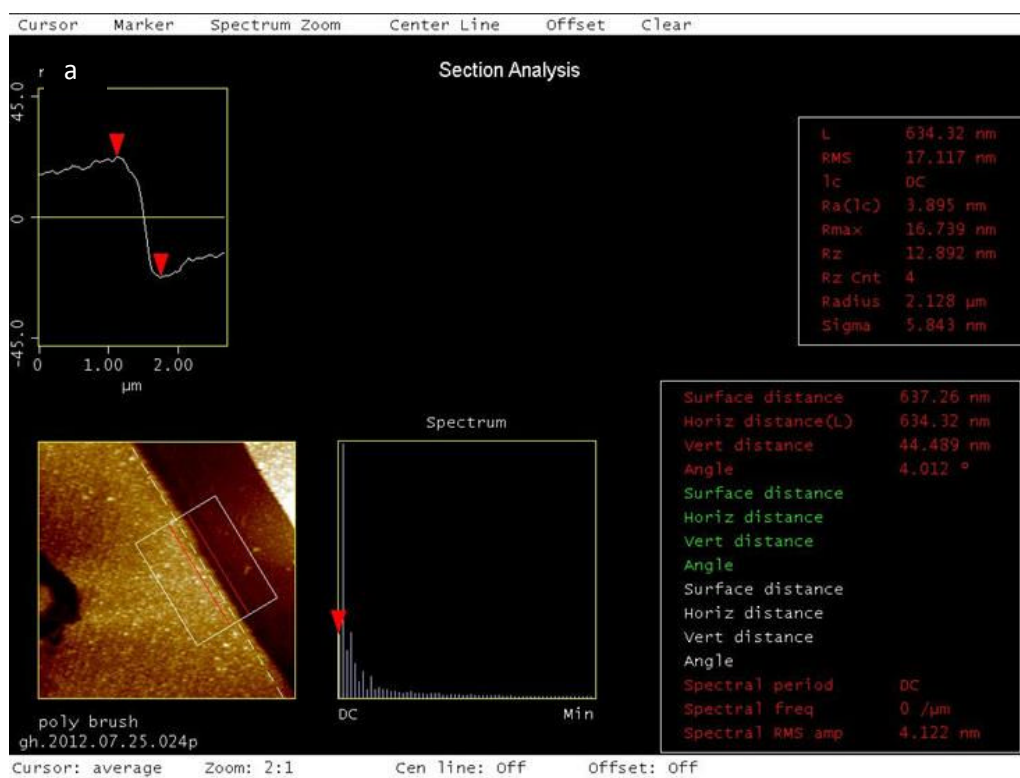 Cursor Marker Spectrum Zoom Center Line Offset Clear
a
Section Analysis
45.0
0
-45.0
0 1.00 2.00
µm
L 634.32 nm
RMS 17.117 nm
lc DC
Ra(lc) 3.895 nm
Rmax 16.739 nm
Rz 12.892 nm
Rz Cnt 4
Radius 2.128 µm
Sigma 5.843 nm
Spectrum
DC Min
Surface distance 637.26 nm
Horiz distance(L) 634.32 nm
Vert distance 44.489 nm
Angle 4.012 °
Surface distance
Horiz distance
Vert distance
Angle
Surface distance
Horiz distance
Vert distance
Angle
Spectral period DC
Spectral freq 0 /µm
Spectral RMS amp 4.122 nm
poly brush
gh.2012.07.25.024p
Cursor: average Zoom: 2:1 Cen line: Off Offset: Off